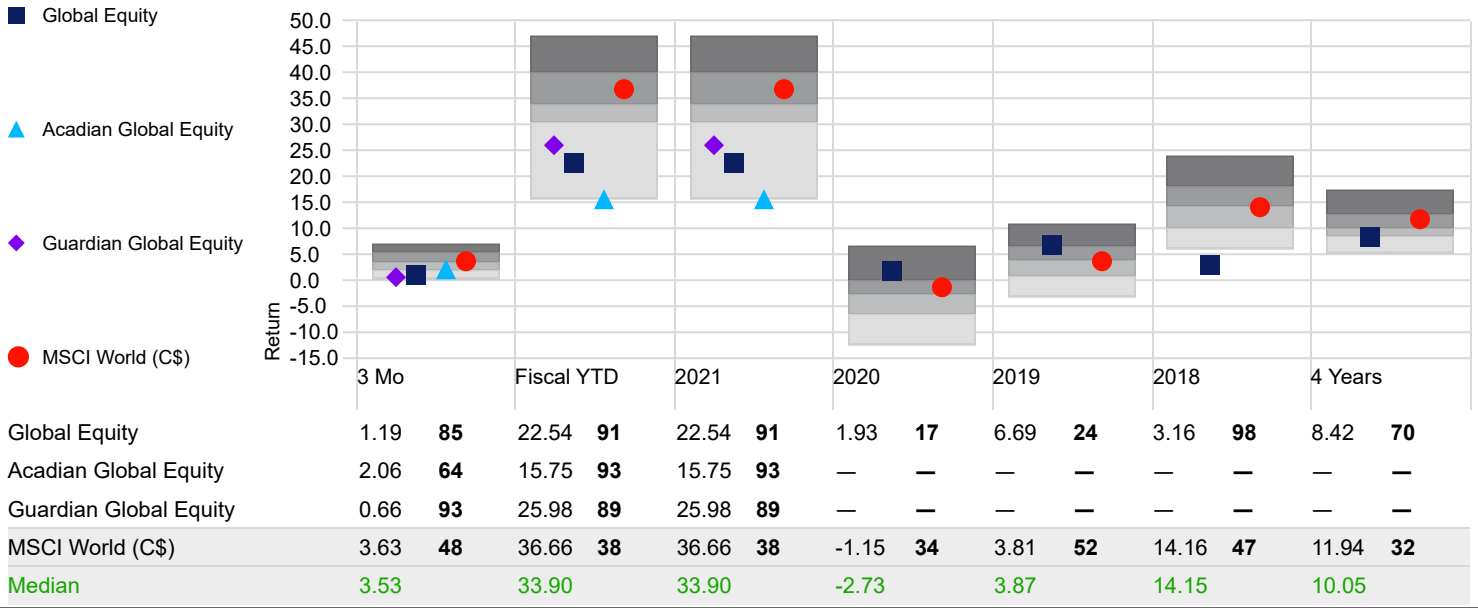 Global Equity
Acadian Global Equity
Guardian Global Equity
MSCI World (C$)
Return
50.0
45.0
40.0
35.0
30.0
25.0
20.0
15.0
10.0
5.0
0.0
-5.0
-10.0
-15.0
3 Mo Fiscal YTD 2021 2020 2019 2018 4 Years
Global Equity 1.19 85 22.54 91 22.54 91 1.93 17 6.69 24 3.16 98 8.42 70
Acadian Global Equity 2.06 64 15.75 93 15.75 93 — — — — — — — —
Guardian Global Equity 0.66 93 25.98 89 25.98 89 — — — — — — — —
MSCI World (C$) 3.63 48 36.66 38 36.66 38 -1.15 34 3.81 52 14.16 47 11.94 32
Median 3.53 33.90 33.90 -2.73 3.87 14.15 10.05